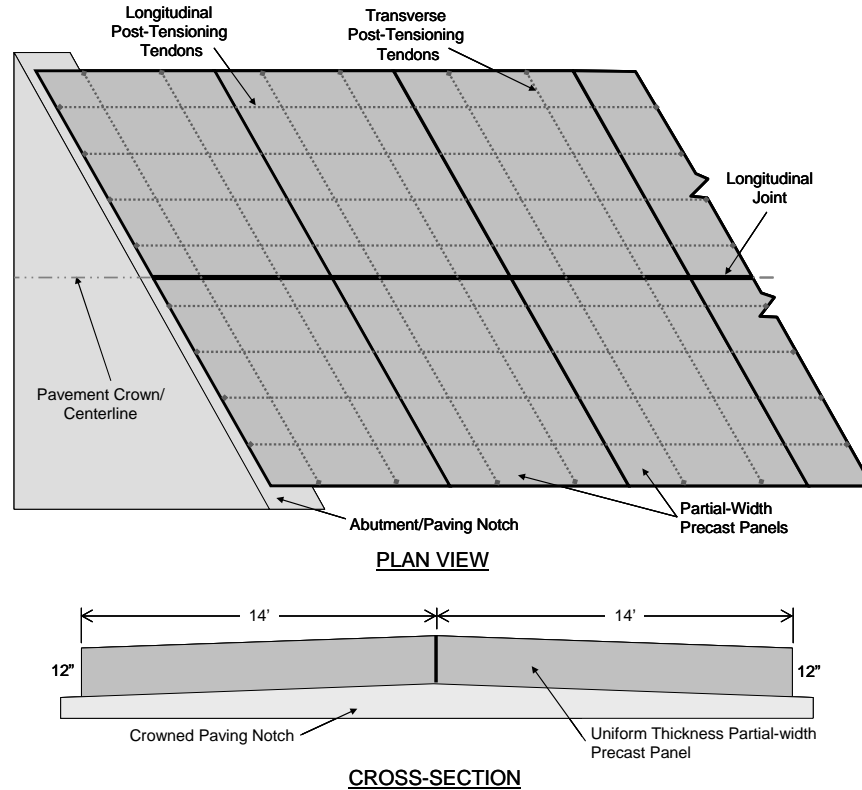 Longitudinal
Post-Tensioning
Tendons
Transverse
Post-Tensioning
Tendons
Longitudinal
Joint
Pavement Crown/
Centerline
Abutment/Paving Notch
Partial-Width
Precast Panels
PLAN VIEW
14’
14’
12”
12”
Crowned Paving Notch
Uniform Thickness Partial-width
Precast Panel
CROSS-SECTION